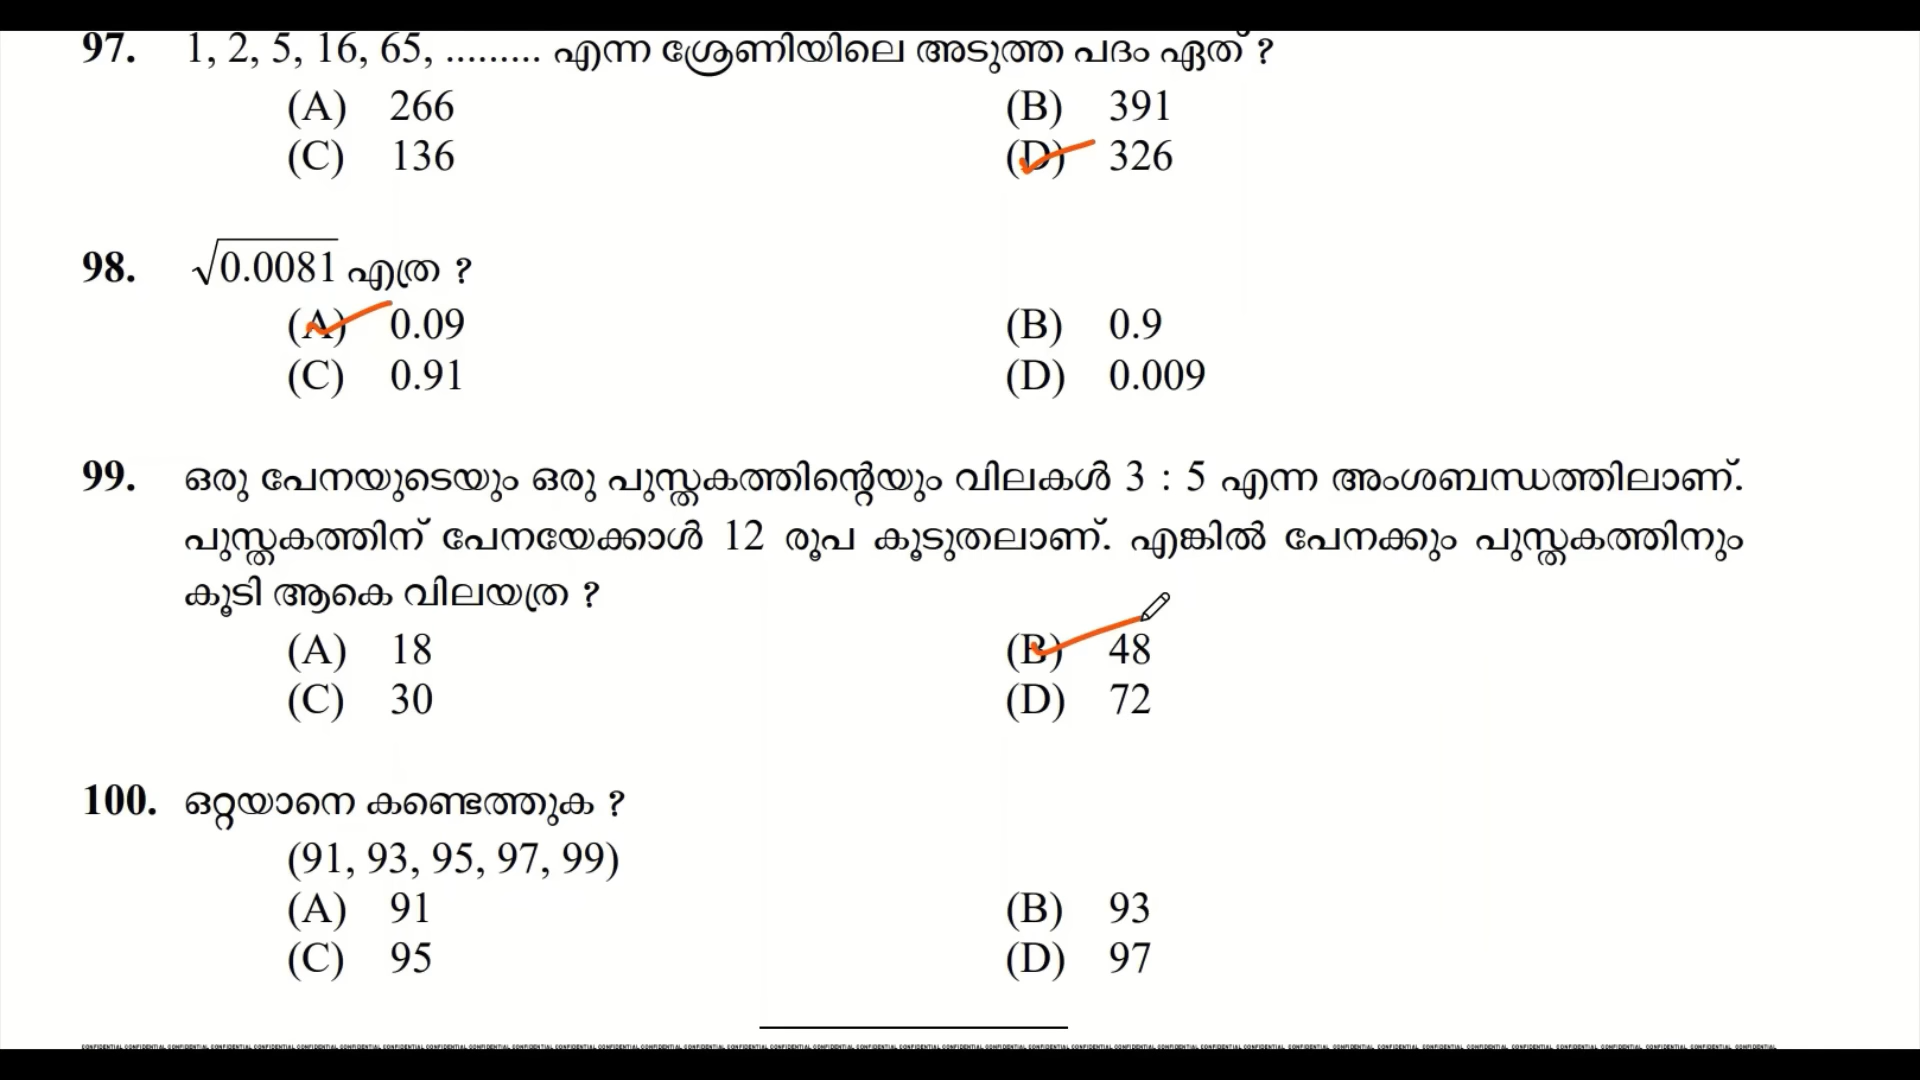 97. 1, 2, 5, 16, 65, ......... എന്ന ശ്രേണിയിലെ അടുത്ത പദം ഏത് ?
(A) 266 (B) 391
(C) 136 (D) 326
98. √0.0081 എത്ര ?
(A) 0.09 (B) 0.9
(C) 0.91 (D) 0.009
99. ഒരു പേനയുടെയും ഒരു പുസ്തകത്തിന്റെയും വിലകൾ 3 : 5 എന്ന അംശബന്ധത്തിലാണ്.
പുസ്തകത്തിന് പേനയേക്കാൾ 12 രൂപ കൂടുതലാണ്. എങ്കിൽ പേനക്കും പുസ്തകത്തിനും
കൂടി ആകെ വിലയത്ര ?
(A) 18 (B) 48
(C) 30 (D) 72
100. ഒറ്റയാനെ കണ്ടെത്തുക ?
(91, 93, 95, 97, 99)
(A) 91 (B) 93
(C) 95 (D) 97